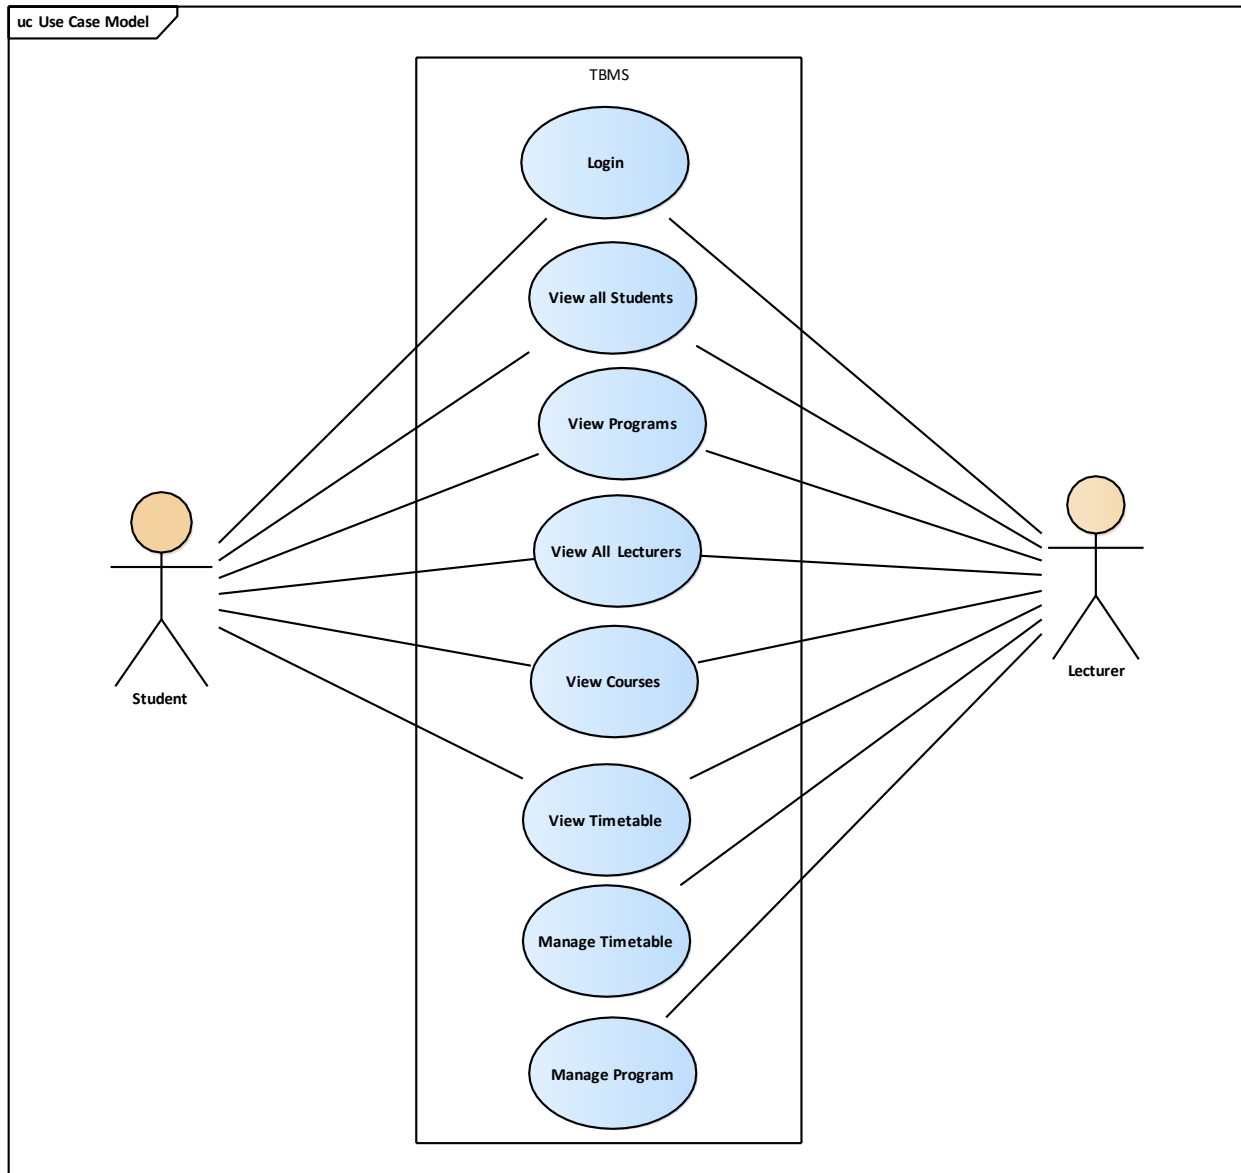 uc Use Case Model
TBMS
Login
View all Students
View Programs
View All Lecturers
View Courses
View Timetable
Manage Timetable
Manage Program
Student
Lecturer